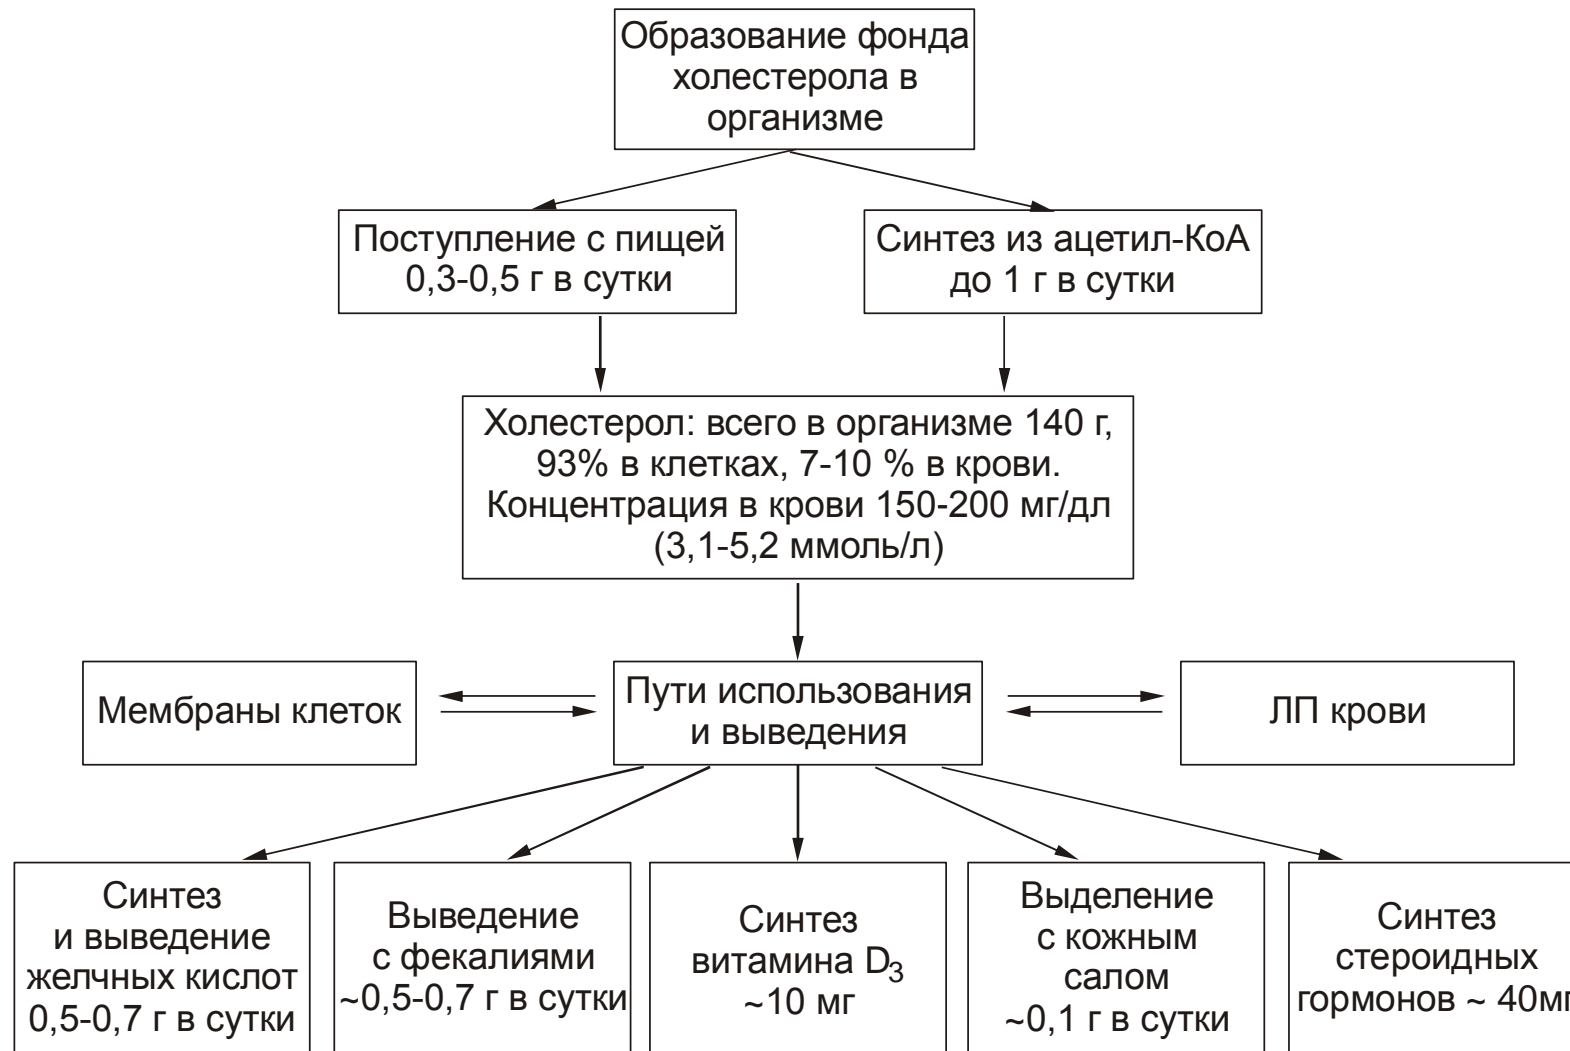 Образование фонда
холестерола в
организме
Поступление с пищей
0,3-0,5 г в сутки
Синтез из ацетил-КоА
до 1 г в сутки
Холестерол: всего в организме 140 г,
93% в клетках, 7-10 % в крови.
Концентрация в крови 150-200 мг/дл
(3,1-5,2 ммоль/л)
Мембраны клеток
Пути использования
и выведения
ЛП крови
Синтез
и выведение
желчных кислот
0,5-0,7 г в сутки
Выведение
с фекалиями
~0,5-0,7 г в сутки
Синтез
витамина D₃
~10 мг
Выделение
с кожным
салом
~0,1 г в сутки
Синтез
стероидных
гормонов ~ 40мг